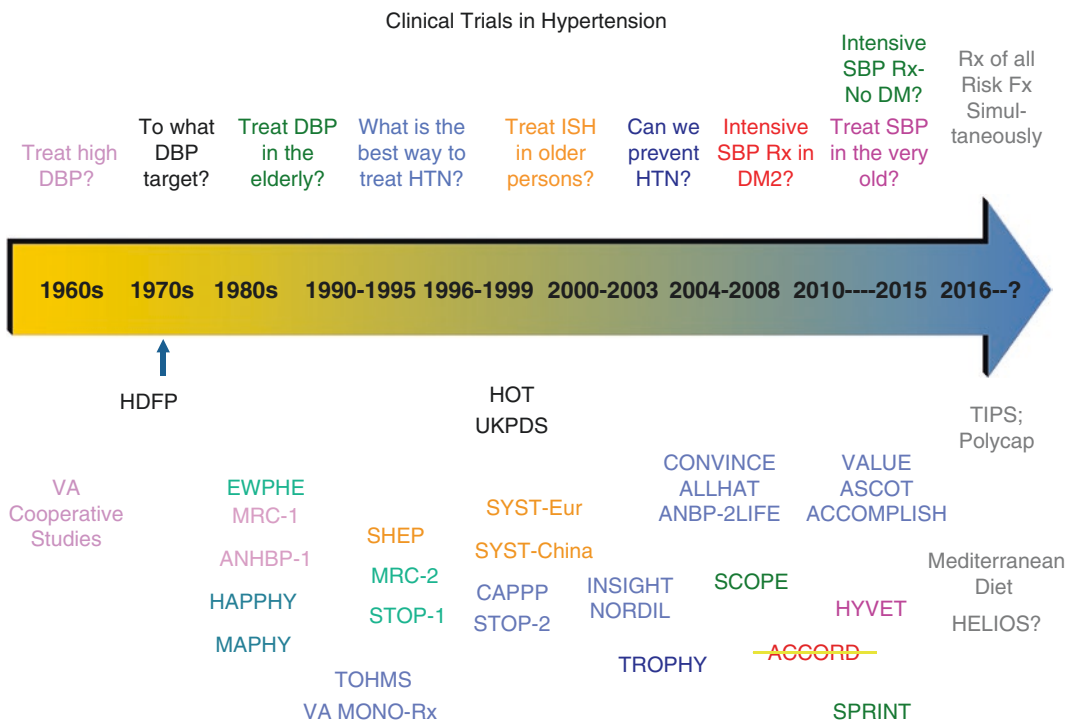 Clinical Trials in Hypertension
Treat high
DBP?
To what
DBP
target?
Treat DBP
in the
elderly?
What is the
best way to
treat HTN?
Treat ISH
in older
persons?
Can we
prevent
HTN?
Intensive
SBP Rx in
DM2?
Intensive
SBP Rx-
No DM?
Treat SBP
in the very
old?
Rx of all
Risk Fx
Simul-
taneously
1960s 1970s 1980s 1990-1995 1996-1999 2000-2003 2004-2008 2010----2015 2016--?
HDFP
HOT
UKPDS
TIPS;
Polycap
VA
Cooperative
Studies
EWPHE
MRC-1
ANHBP-1
HAPPHY
MAPHY
SHEP
MRC-2
STOP-1
TOHMS
VA MONO-Rx
SYST-Eur
SYST-China
CAPPP
STOP-2
INSIGHT
NORDIL
TROPHY
CONVINCE
ALLHAT
ANBP-2LIFE
SCOPE
ACCORD
VALUE
ASCOT
ACCOMPLISH
HYVET
SPRINT
Mediterranean
Diet
HELIOS?